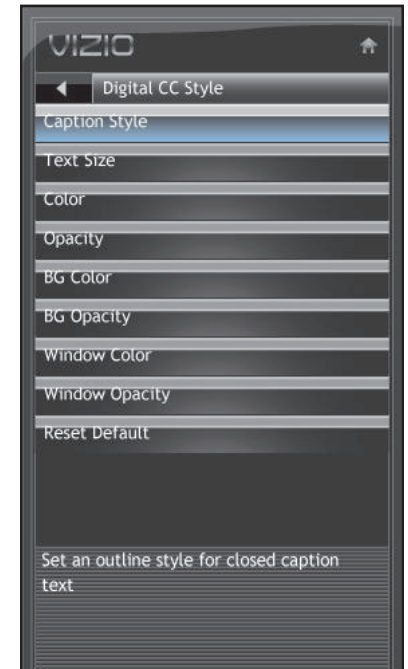 VIZIO
Digital CC Style
Caption Style
Text Size
Color
Opacity
BG Color
BG Opacity
Window Color
Window Opacity
Reset Default
Set an outline style for closed caption
text